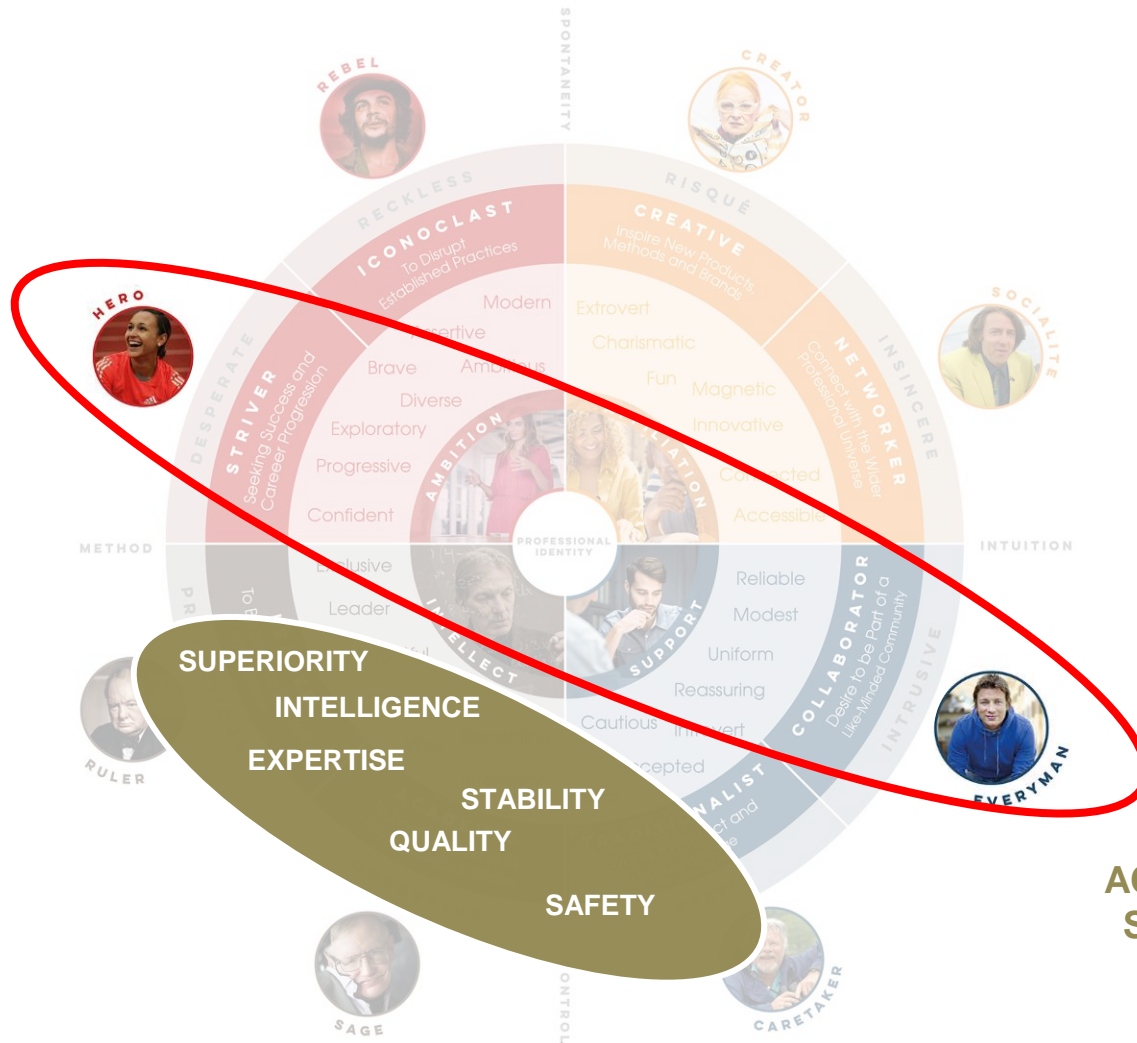 SPONTANEITY
REBEL
CREATOR
RECKLESS
RISQUÉ
ICONOCLAST
To Disrupt
Established Practices
CREATIVE
Inspire New Products,
Methods and Brands
HERO
SOCIALITE
DESPERATE
INSINCERE
STRIVER
Seeking Success and
Career Progression
NETWORKER
Connect with the Wider
Professional Universe
Modern
Assertive
Brave
Ambitious
Diverse
Exploratory
Progressive
Confident
Extrovert
Charismatic
Fun
Magnetic
Innovative
Connected
Accessible
AMBITION
METHOD
PROFESSIONAL
IDENTITY
INTUITION
Exclusive
Leader
INTELLECT
SUPPORT
Reliable
Modest
Uniform
Reassuring
Cautious
Introvert
COLLABORATOR
Desire to be Part of a
Like-Minded Community
INTRUSIVE
SUPERIORITY
INTELLIGENCE
EXPERTISE
STABILITY
QUALITY
SAFETY
RULER
EVERYMAN
SAGE
CONTROL
CARETAKER